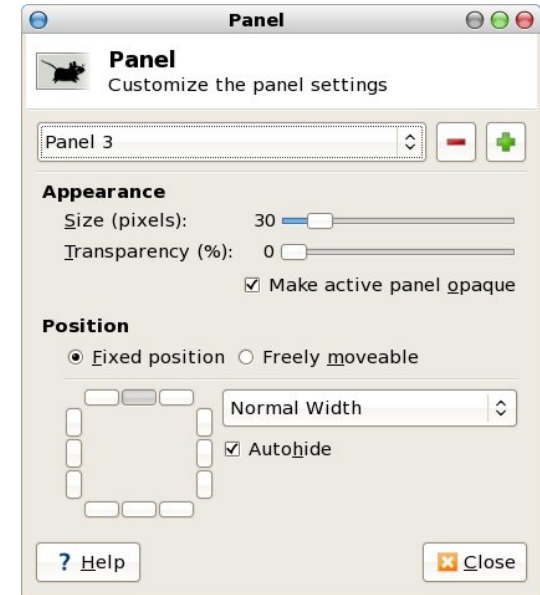 Panel
Panel
Customize the panel settings
Panel 3
Appearance
Size (pixels): 30
Transparency (%): 0
Make active panel opaque
Position
Fixed position Freely moveable
Normal Width
Autohide
? Help Close